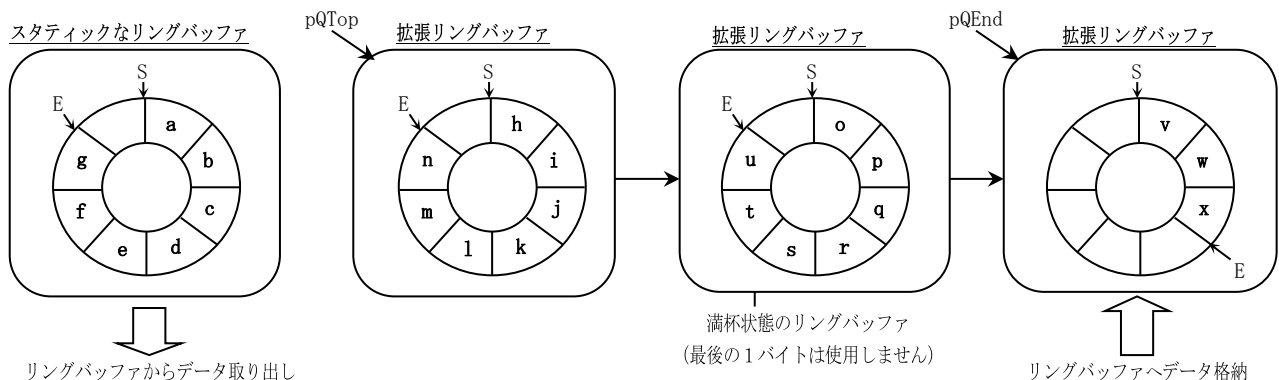 スタティックなリングバッファ
S
E
a
b
c
d
e
f
g
リングバッファからデータ取り出し
pQTop
拡張リングバッファ
S
E
h
i
j
k
l
m
n
拡張リングバッファ
S
E
o
p
q
r
s
t
u
満杯状態のリングバッファ
(最後の１バイトは使用しません)
pQEnd
拡張リングバッファ
S
v
w
x
E
リングバッファへデータ格納